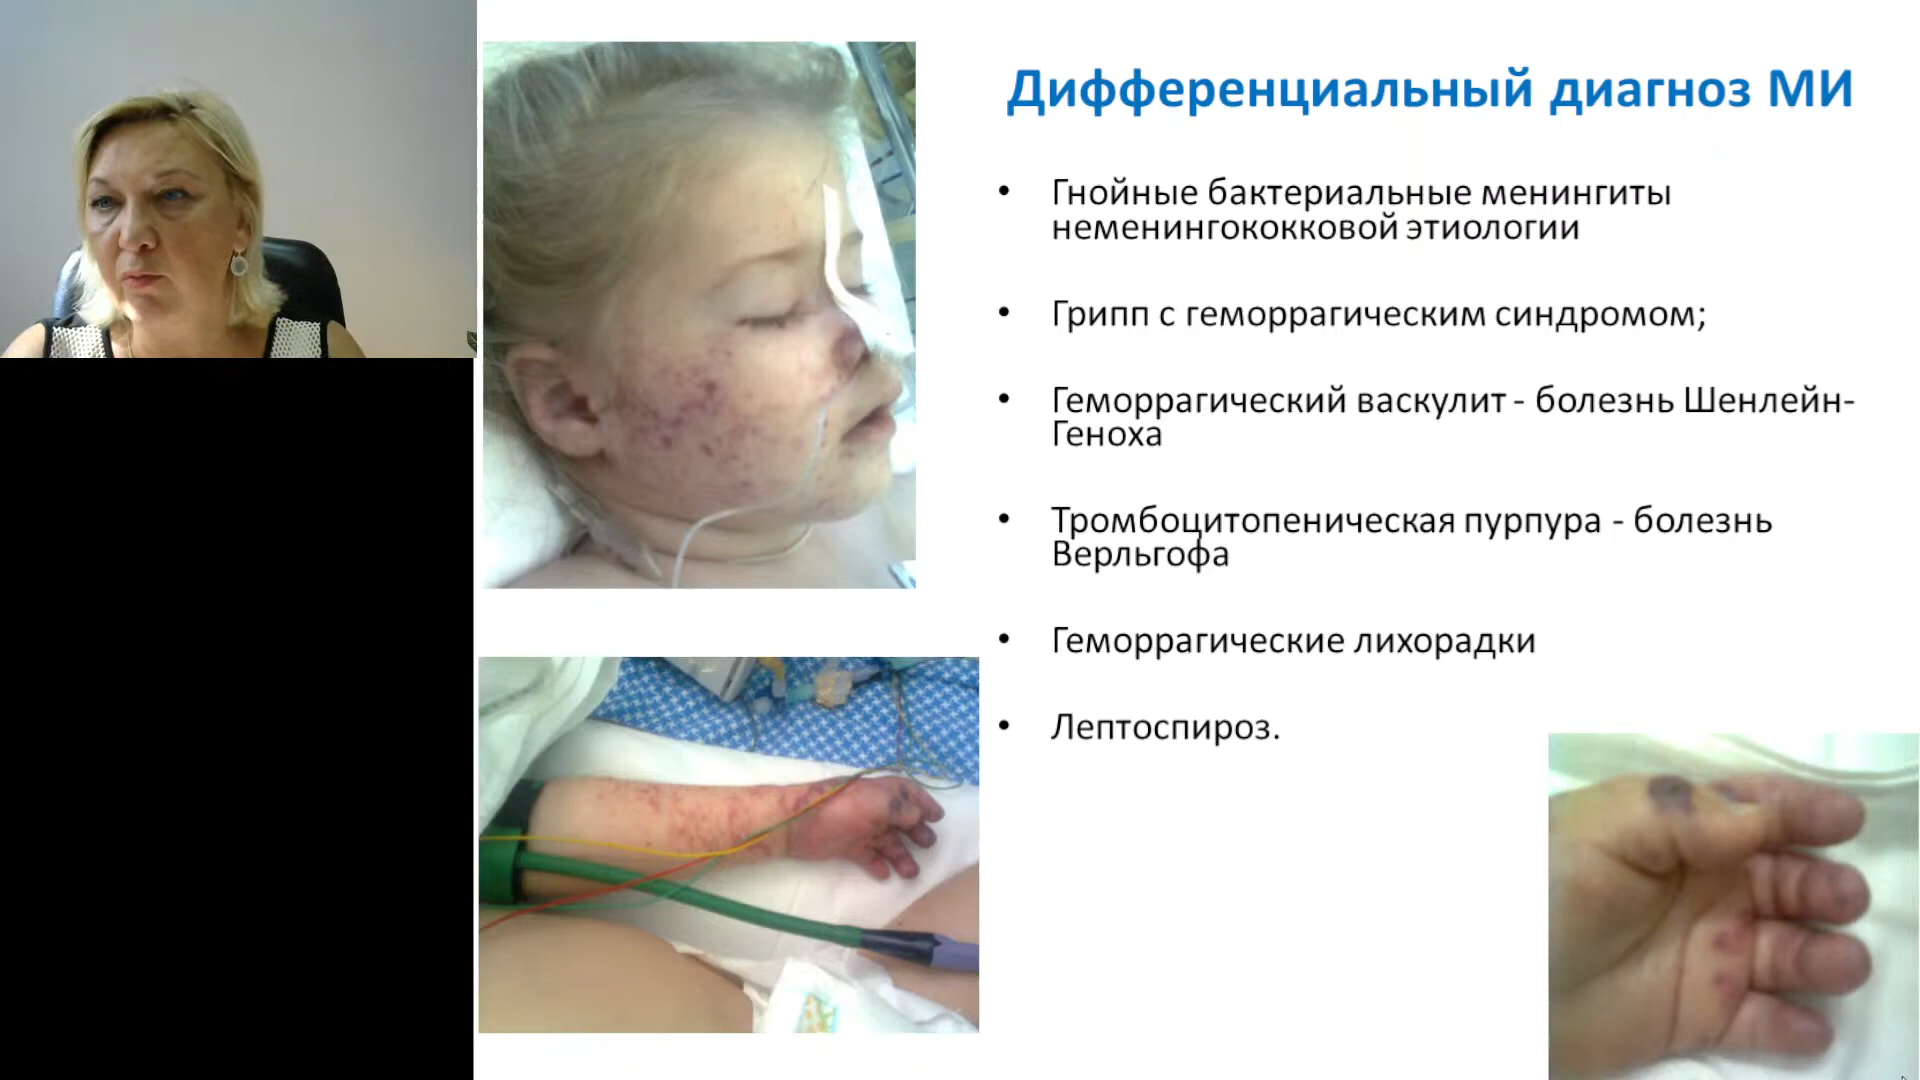 Дифференциальный диагноз МИ
• Гнойные бактериальные менингиты
неменингококковой этиологии
• Грипп с геморрагическим синдромом;
• Геморрагический васкулит - болезнь Шенлейн-
Геноха
• Тромбоцитопеническая пурпура - болезнь
Верльгофа
• Геморрагические лихорадки
• Лептоспироз.